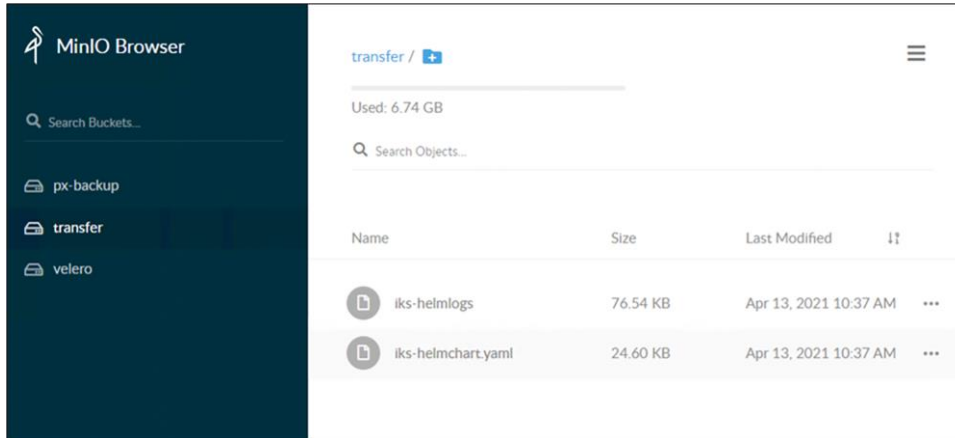 MinIO Browser
Search Buckets...
px-backup
transfer
velero
transfer /
Used: 6.74 GB
Search Objects...
Name Size Last Modified
iks-helmlogs 76.54 KB Apr 13, 2021 10:37 AM
iks-helmchart.yaml 24.60 KB Apr 13, 2021 10:37 AM